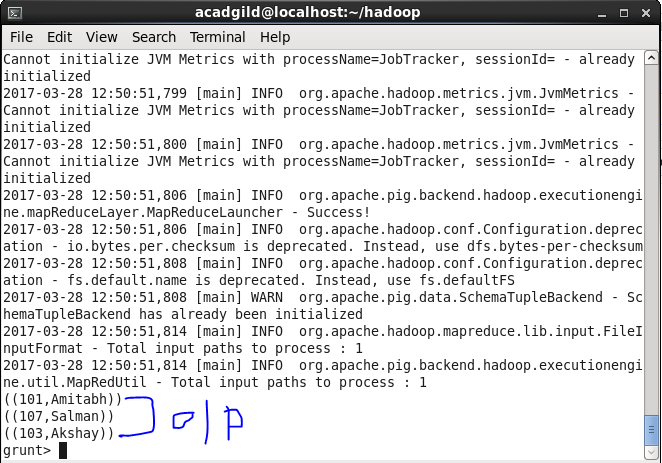 acadgild@localhost:~/hadoop
File Edit View Search Terminal Help
Cannot initialize JVM Metrics with processName=JobTracker, sessionId= - already
initialized
2017-03-28 12:50:51,799 [main] INFO  org.apache.hadoop.metrics.jvm.JvmMetrics -
Cannot initialize JVM Metrics with processName=JobTracker, sessionId= - already
initialized
2017-03-28 12:50:51,800 [main] INFO  org.apache.hadoop.metrics.jvm.JvmMetrics -
Cannot initialize JVM Metrics with processName=JobTracker, sessionId= - already
initialized
2017-03-28 12:50:51,806 [main] INFO  org.apache.pig.backend.hadoop.executionengi
ne.mapReduceLayer.MapReduceLauncher - Success!
2017-03-28 12:50:51,806 [main] INFO  org.apache.hadoop.conf.Configuration.deprec
ation - io.bytes.per.checksum is deprecated. Instead, use dfs.bytes-per-checksum
2017-03-28 12:50:51,808 [main] INFO  org.apache.hadoop.conf.Configuration.deprec
ation - fs.default.name is deprecated. Instead, use fs.defaultFS
2017-03-28 12:50:51,808 [main] WARN  org.apache.pig.data.SchemaTupleBackend - Sc
hemaTupleBackend has already been initialized
2017-03-28 12:50:51,814 [main] INFO  org.apache.hadoop.mapreduce.lib.input.FileI
nputFormat - Total input paths to process : 1
2017-03-28 12:50:51,814 [main] INFO  org.apache.pig.backend.hadoop.executionengi
ne.util.MapRedUtil - Total input paths to process : 1
((101,Amitabh))
((107,Salman)) o/p
((103,Akshay))
grunt>